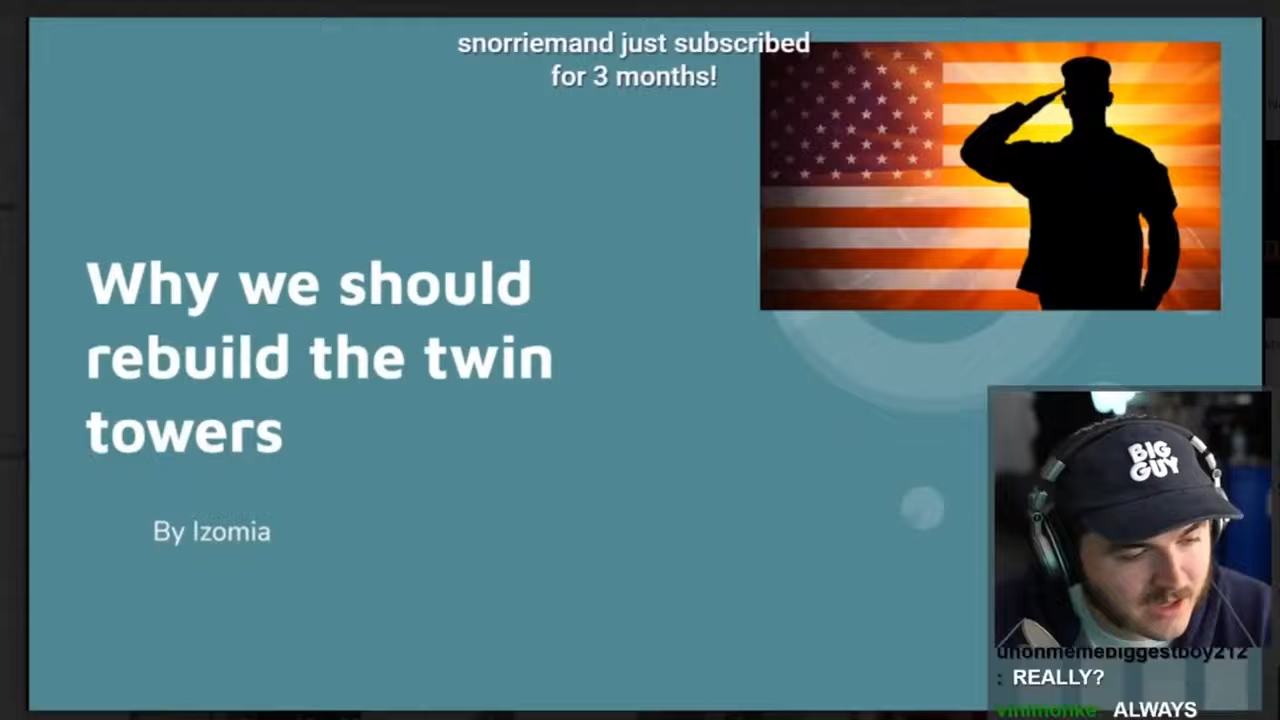 snorriemand just subscribed
for 3 months!
Why we should
rebuild the twin
towers
By Izomia
BIG
GUY
: REALLY?
vinimonke ALWAYS